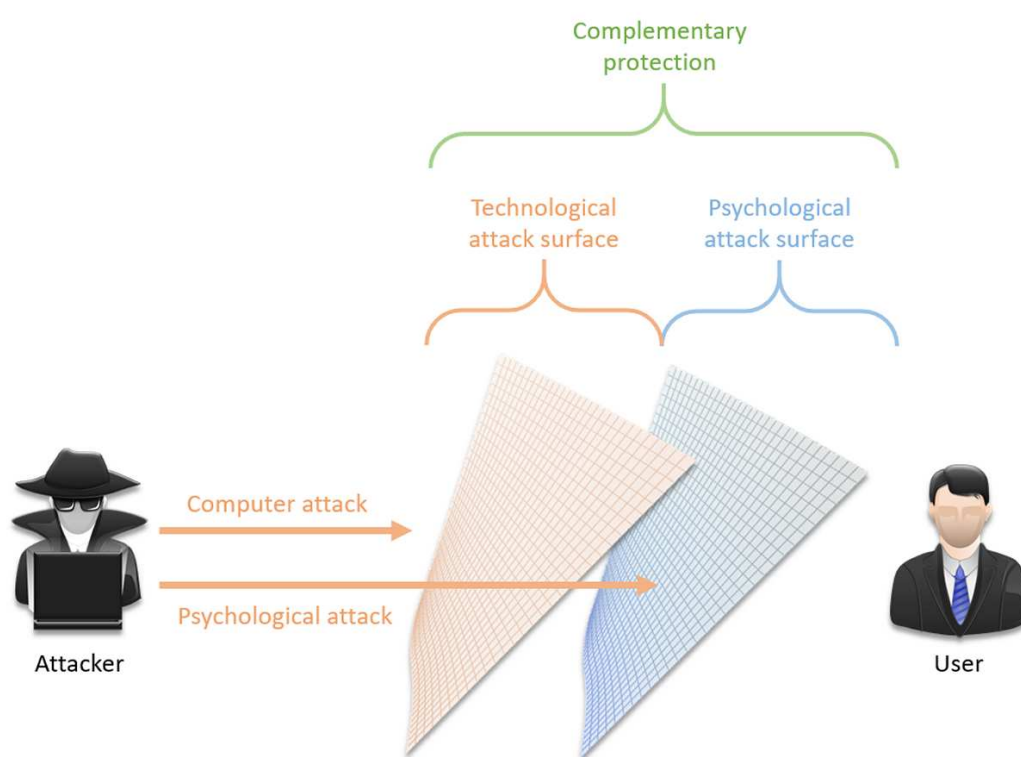 Complementary
protection
Technological
attack surface
Psychological
attack surface
Computer attack
Psychological attack
Attacker
User